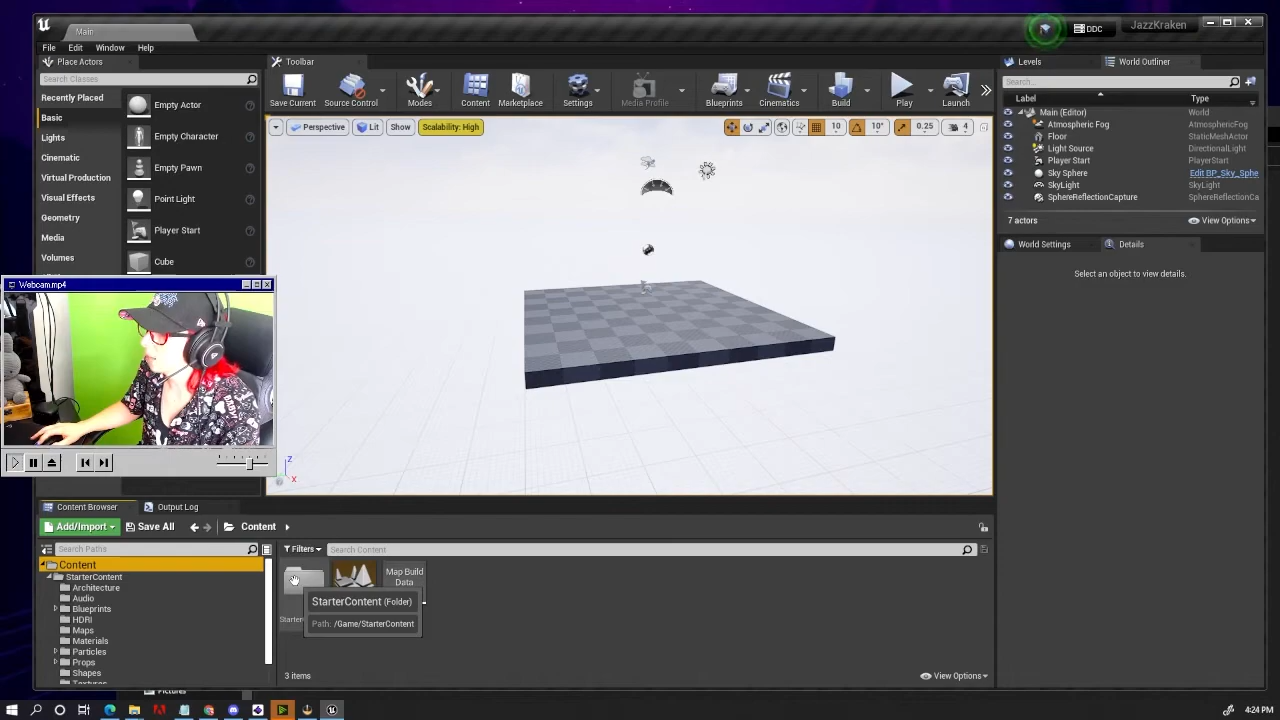 Main
DDC
JazzKraken
File Edit Window Help
Place Actors
Search Classes
Recently Placed
Basic
Lights
Cinematic
Virtual Production
Visual Effects
Geometry
Media
Volumes
Empty Actor
Empty Character
Empty Pawn
Point Light
Player Start
Cube
Webcam.mp4
Toolbar
Save Current
Source Control
Modes
Content
Marketplace
Settings
Media Profile
Blueprints
Cinematics
Build
Play
Launch
Perspective
Lit
Show
Scalability: High
10
10°
0.25
4
Z
X
Levels
World Outliner
Search...
Label Type
Main (Editor) World
Atmospheric Fog AtmosphericFog
Floor StaticMeshActor
Light Source DirectionalLight
Player Start PlayerStart
Sky Sphere Edit BP_Sky_Sphe
SkyLight SkyLight
SphereReflectionCapture SphereReflectionCa
7 actors
View Options
World Settings
Details
Select an object to view details.
Content Browser
Output Log
Add/Import
Save All
Content
Search Paths
Filters
Search Content
Content
StarterContent
Architecture
Audio
Blueprints
HDRI
Maps
Materials
Particles
Props
Shapes
Textures
Map Build
Data
Starter
StarterContent (Folder)
Path: /Game/StarterContent
3 items
View Options
Pictures
4:24 PM